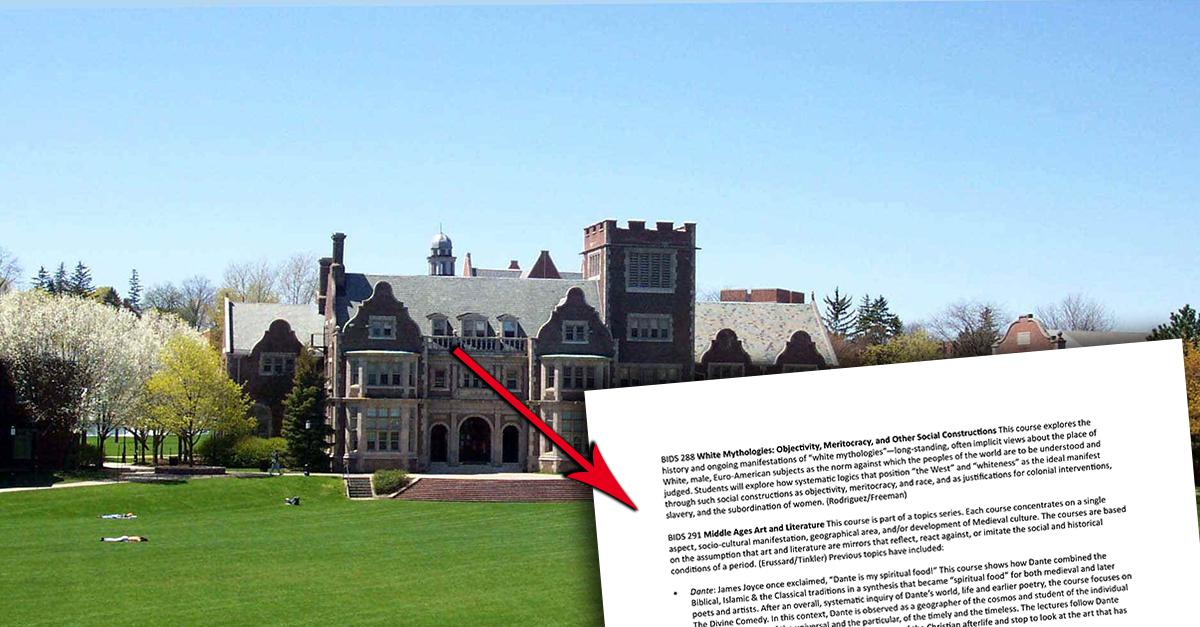 BIDS 288 White Mythologies: Objectivity, Meritocracy, and Other Social Constructions This course explores the
history and ongoing manifestations of "white mythologies"—long-standing, often implicit views about the place of
White, male, Euro-American subjects as the norm against which the peoples of the world are to be understood and
judged. Students will explore how systematic logics that position "the West" and "whiteness" as the ideal manifest
through such social constructions as objectivity, meritocracy, and race, and as justifications for colonial interventions,
slavery, and the subordination of women. (Rodriguez/Freeman)
BIDS 291 Middle Ages Art and Literature This course is part of a topics series. Each course concentrates on a single
aspect, socio-cultural manifestation, geographical area, and/or development of Medieval culture. The courses are based
on the assumption that art and literature are mirrors that reflect, react against, or imitate the social and historical
conditions of a period. (Erussard/Tinkler) Previous topics have included:
• Dante: James Joyce once exclaimed, "Dante is my spiritual food!" This course shows how Dante combined the
Biblical, Islamic & the Classical traditions in a synthesis that became "spiritual food" for both medieval and later
poets and artists. After an overall, systematic inquiry of Dante's world, life and earlier poetry, the course focuses on
The Divine Comedy. In this context, Dante is observed as a geographer of the cosmos and student of the individual
universal and the particular, of the timely and the timeless. The lectures follow Dante
Christian afterlife and stop to look at the art that has